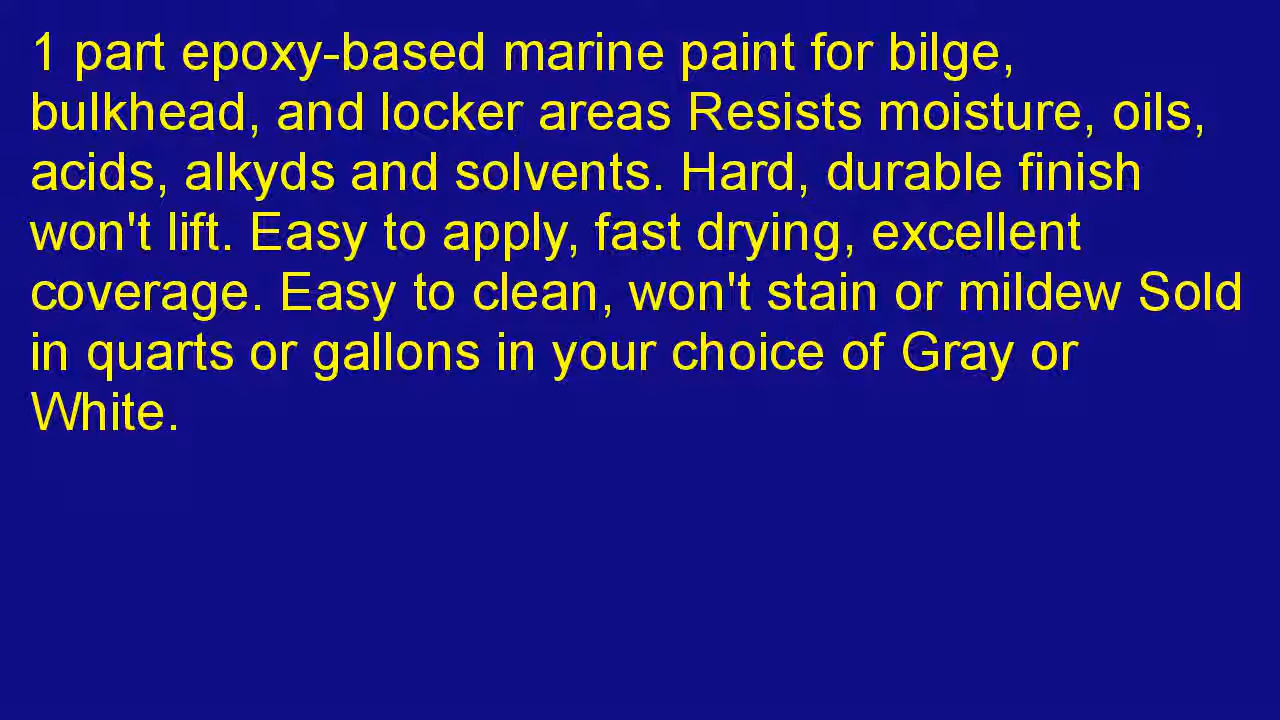 1 part epoxy-based marine paint for bilge,
bulkhead, and locker areas Resists moisture, oils,
acids, alkyds and solvents. Hard, durable finish
won't lift. Easy to apply, fast drying, excellent
coverage. Easy to clean, won't stain or mildew Sold
in quarts or gallons in your choice of Gray or
White.